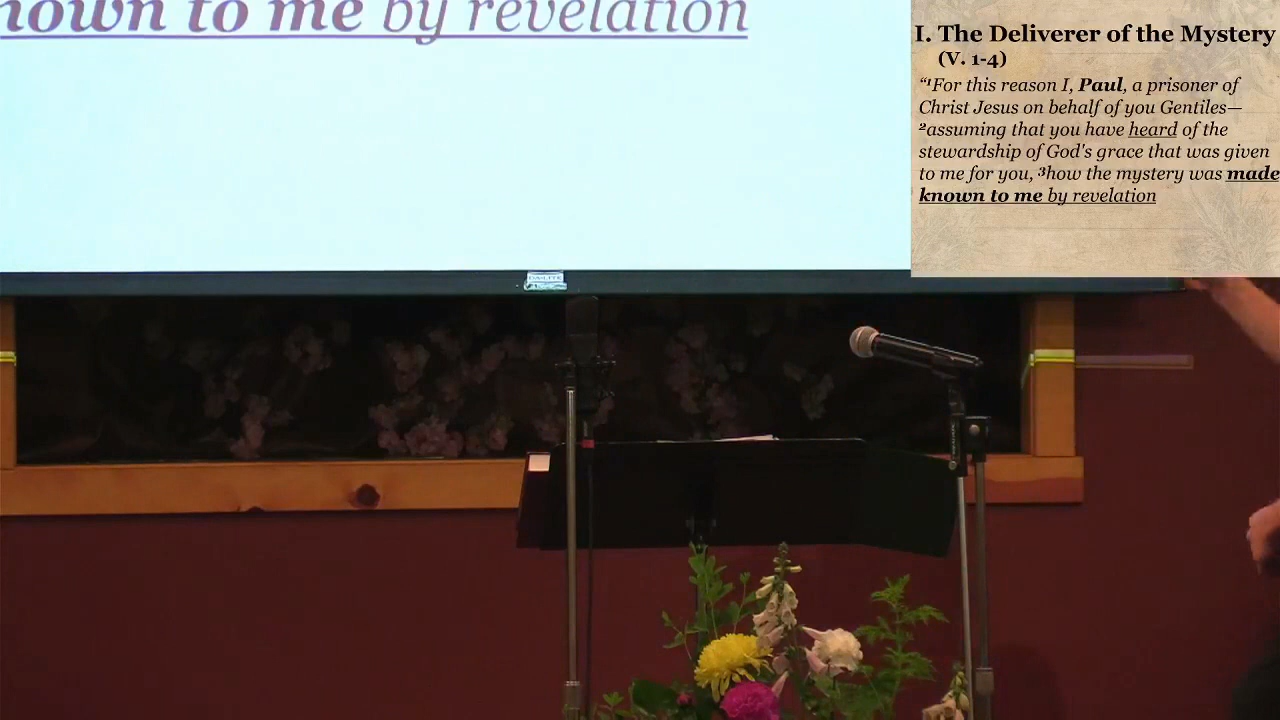 nown to me by revelation
I. The Deliverer of the Mystery
(V. 1-4)
“¹For this reason I, Paul, a prisoner of
Christ Jesus on behalf of you Gentiles—
²assuming that you have heard of the
stewardship of God's grace that was given
to me for you, ³how the mystery was made
known to me by revelation
DA-LITE